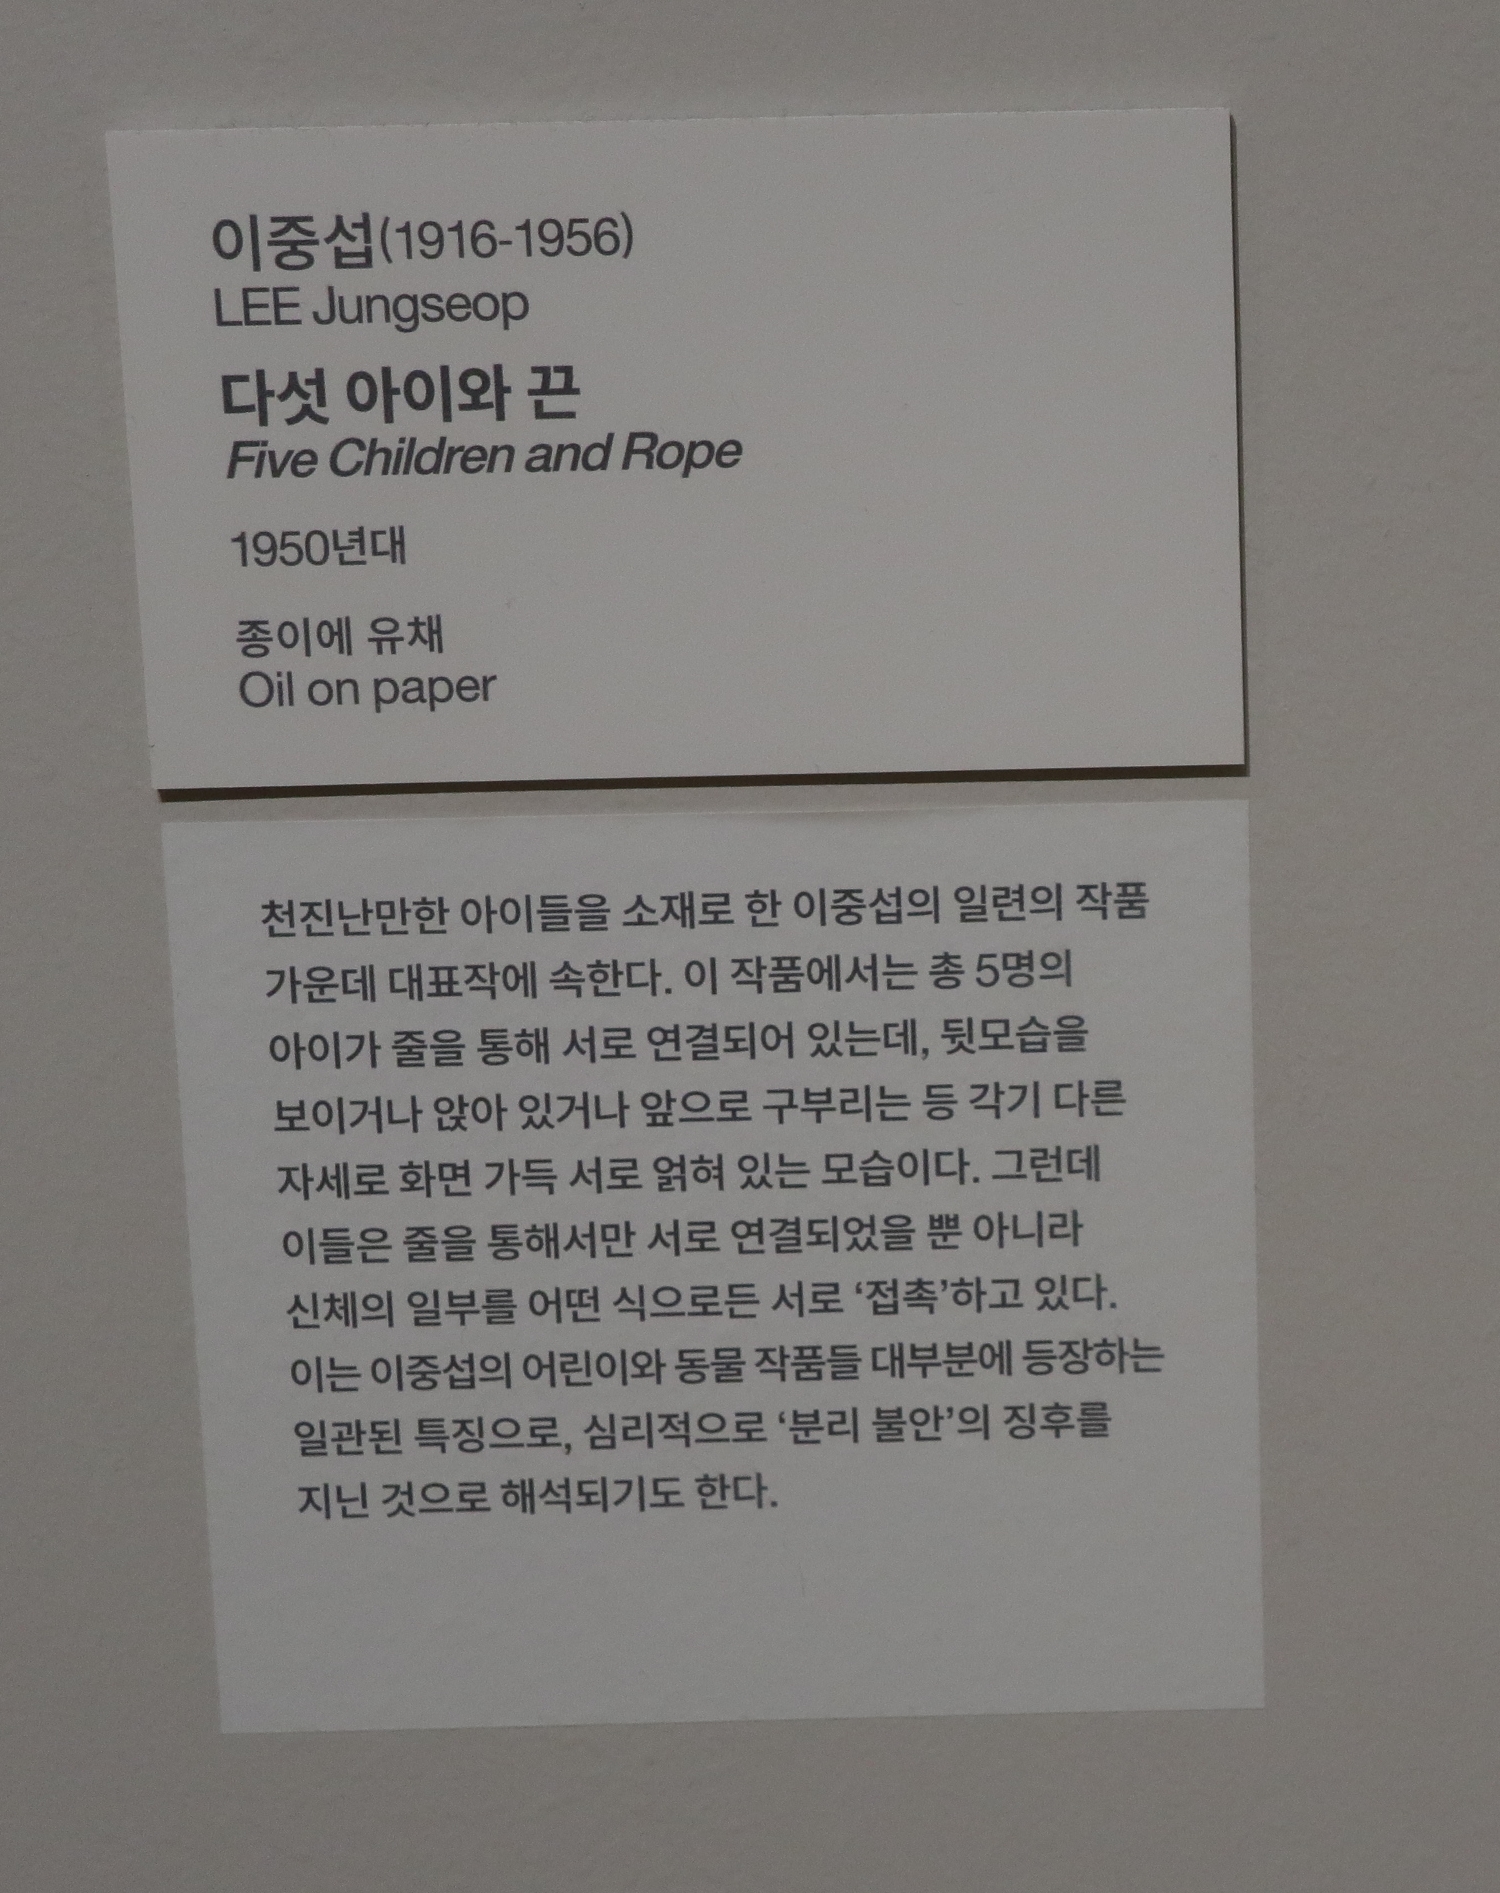 이중섭(1916-1956)
LEE Jungseop
다섯 아이와 끈
Five Children and Rope
1950년대
종이에 유채
Oil on paper
천진난만한 아이들을 소재로 한 이중섭의 일련의 작품
가운데 대표작에 속한다. 이 작품에서는 총 5명의
아이가 줄을 통해 서로 연결되어 있는데, 뒷모습을
보이거나 앉아 있거나 앞으로 구부리는 등 각기 다른
자세로 화면 가득 서로 얽혀 있는 모습이다. 그런데
이들은 줄을 통해서만 서로 연결되었을 뿐 아니라
신체의 일부를 어떤 식으로든 서로 ‘접촉’하고 있다.
이는 이중섭의 어린이와 동물 작품들 대부분에 등장하는
일관된 특징으로, 심리적으로 ‘분리 불안’의 징후를
지닌 것으로 해석되기도 한다.